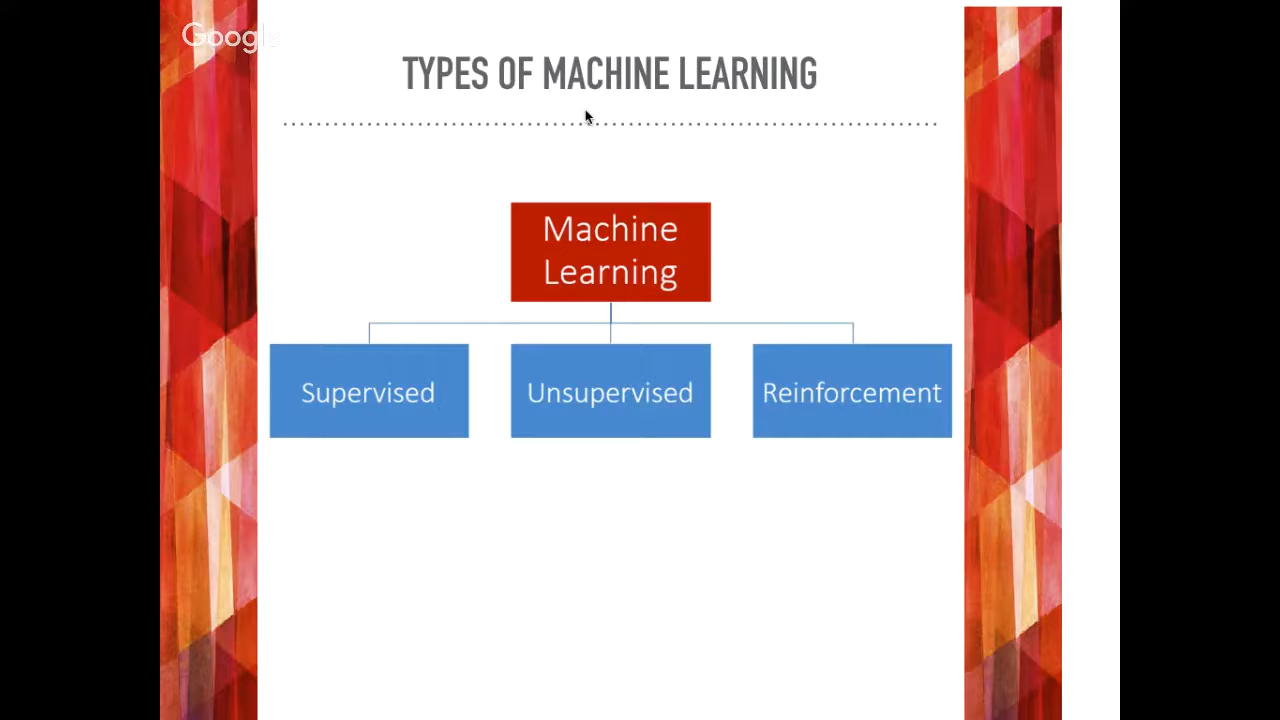 Google
TYPES OF MACHINE LEARNING
Machine
Learning
Supervised
Unsupervised
Reinforcement